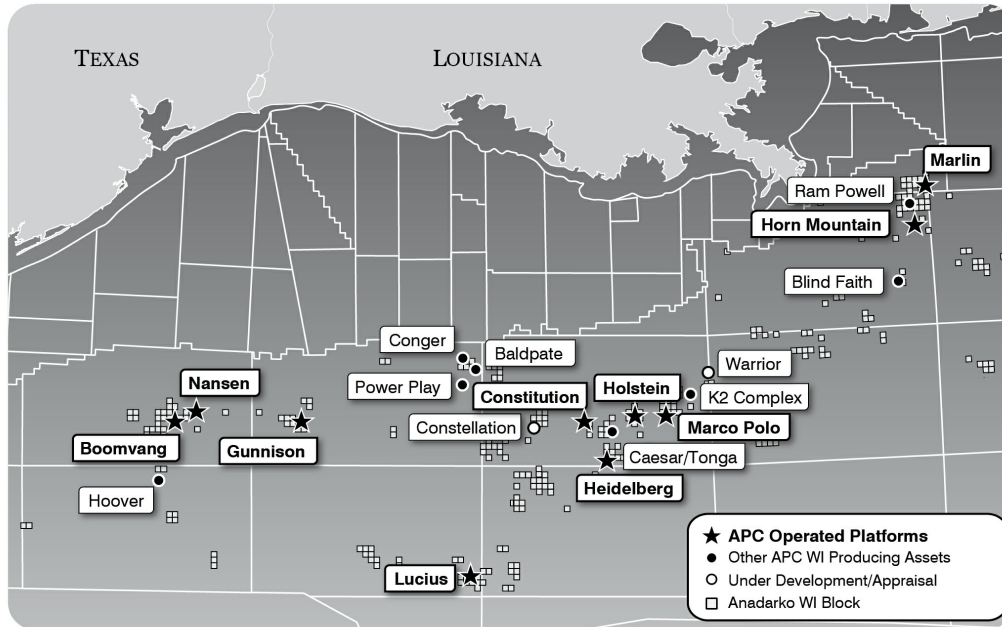 TEXAS
LOUISIANA
Marlin
Ram Powell
Horn Mountain
Blind Faith
Conger
Baldpate
Power Play
Warrior
Nansen
Constitution
Holstein
K2 Complex
Constellation
Marco Polo
Boomvang
Gunnison
Caesar/Tonga
Heidelberg
Hoover
Lucius
APC Operated Platforms
Other APC WI Producing Assets
Under Development/Appraisal
Anadarko WI Block